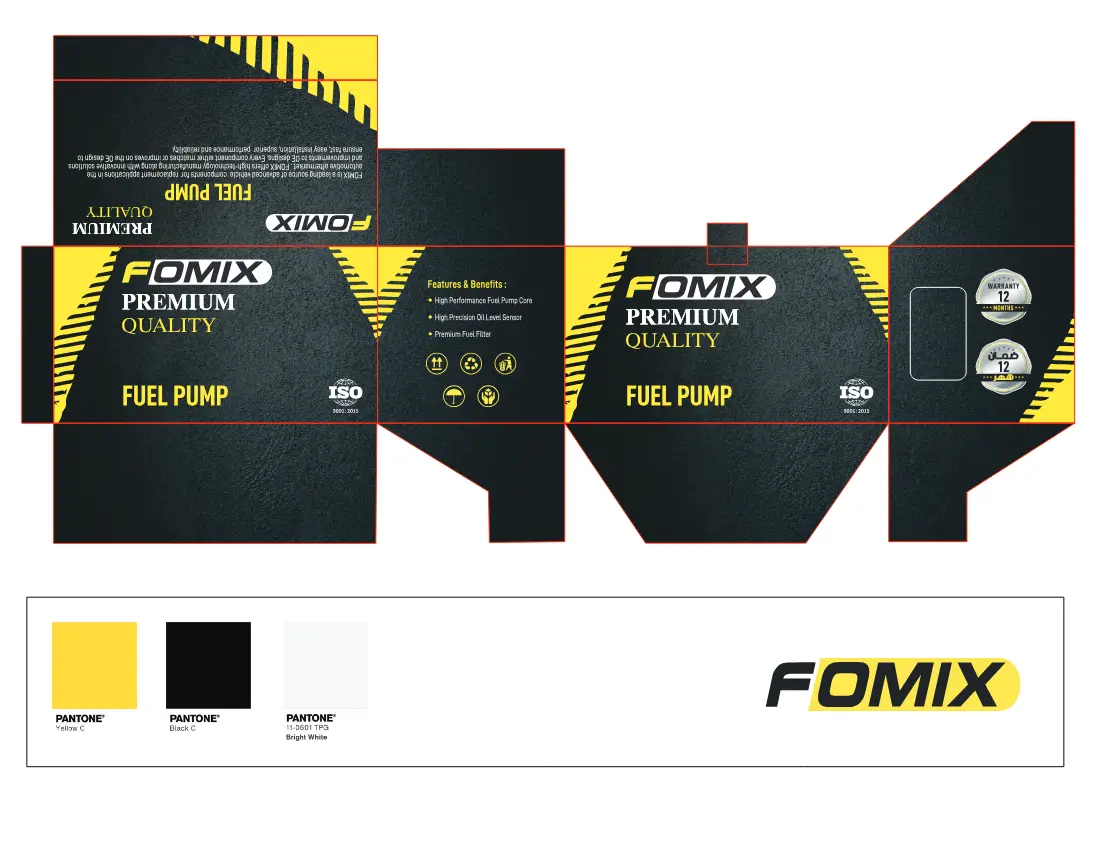 FOMIX is a leading source of advanced vehicle components for replacement applications in the
automotive aftermarket. FOMIX offers high-technology manufacturing along with innovative solutions
and improvements to OE designs. Every component either matches or improves on the OE design to
ensure fast, easy installation, superior performance and reliability.
FUEL PUMP
PREMIUM
QUALITY
FOMIX
FOMIX
PREMIUM
QUALITY
FUEL PUMP
ISO
9001:2015
Features & Benefits :
High Performance Fuel Pump Core
High Precision Oil Level Sensor
Premium Fuel Filter
FOMIX
PREMIUM
QUALITY
FUEL PUMP
ISO
9001:2015
WARRANTY
12
MONTHS
ضمان
12
شهر
PANTONE®
Yellow C
PANTONE®
Black C
PANTONE®
11-0601 TPG
Bright White
FOMIX